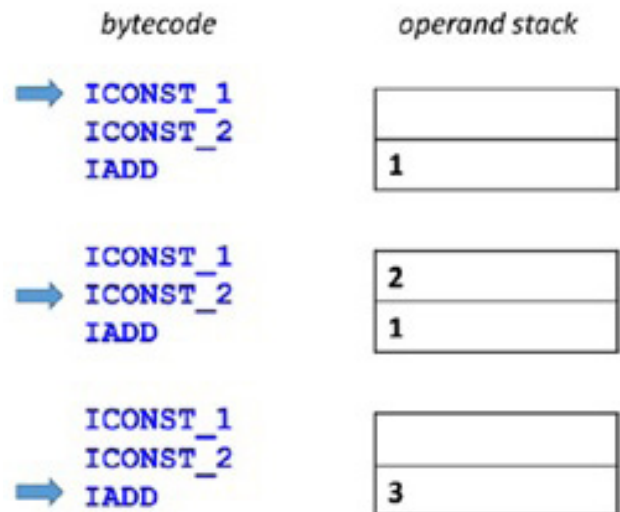 bytecode operand stack
ICONST_1
ICONST_2
IADD
1
ICONST_1
ICONST_2
IADD
2
1
ICONST_1
ICONST_2
IADD
3